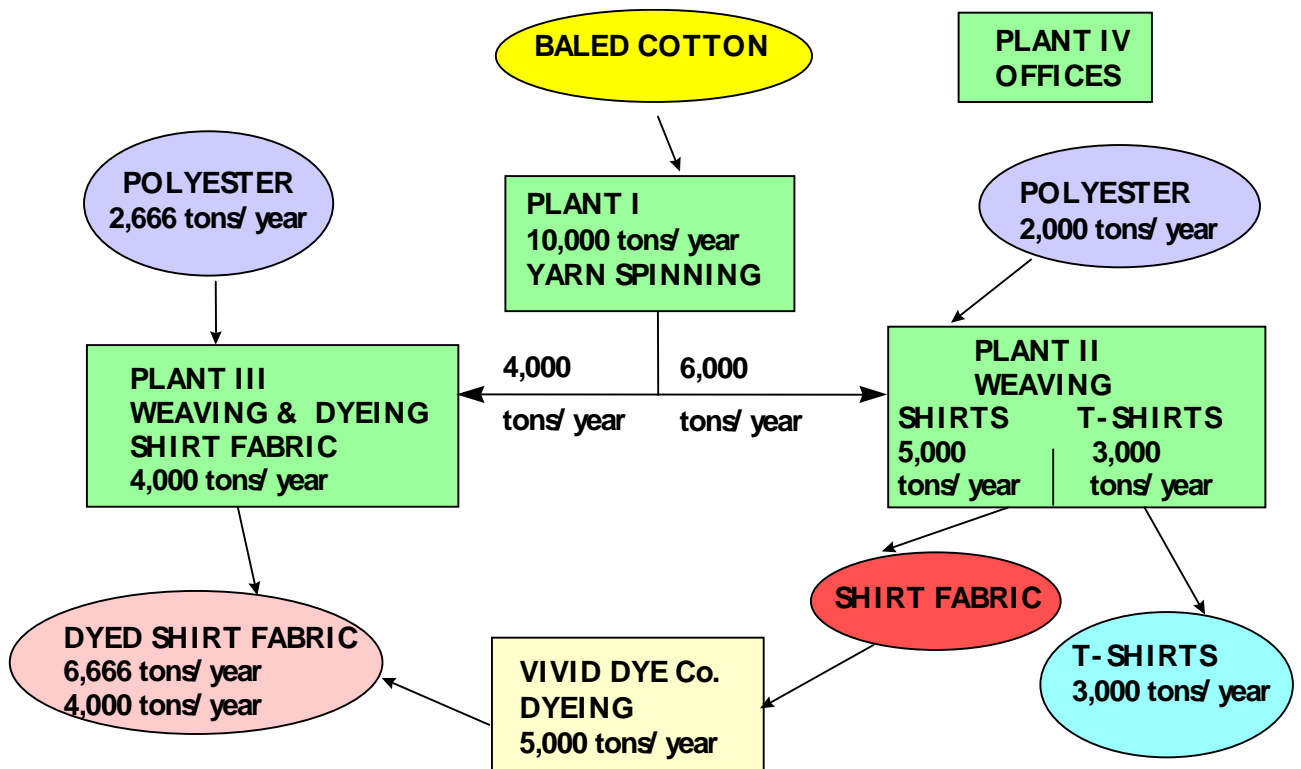 BALED COTTON
PLANT IV
OFFICES
POLYESTER
2,666 tons/ year
PLANT I
10,000 tons/ year
YARN SPINNING
POLYESTER
2,000 tons/ year
PLANT III
WEAVING & DYEING
SHIRT FABRIC
4,000 tons/ year
4,000
tons/ year
6,000
tons/ year
PLANT II
WEAVING
SHIRTS
5,000
tons/ year
T-SHIRTS
3,000
tons/ year
SHIRT FABRIC
DYED SHIRT FABRIC
6,666 tons/ year
4,000 tons/ year
VIVID DYE Co.
DYEING
5,000 tons/ year
T-SHIRTS
3,000 tons/ year